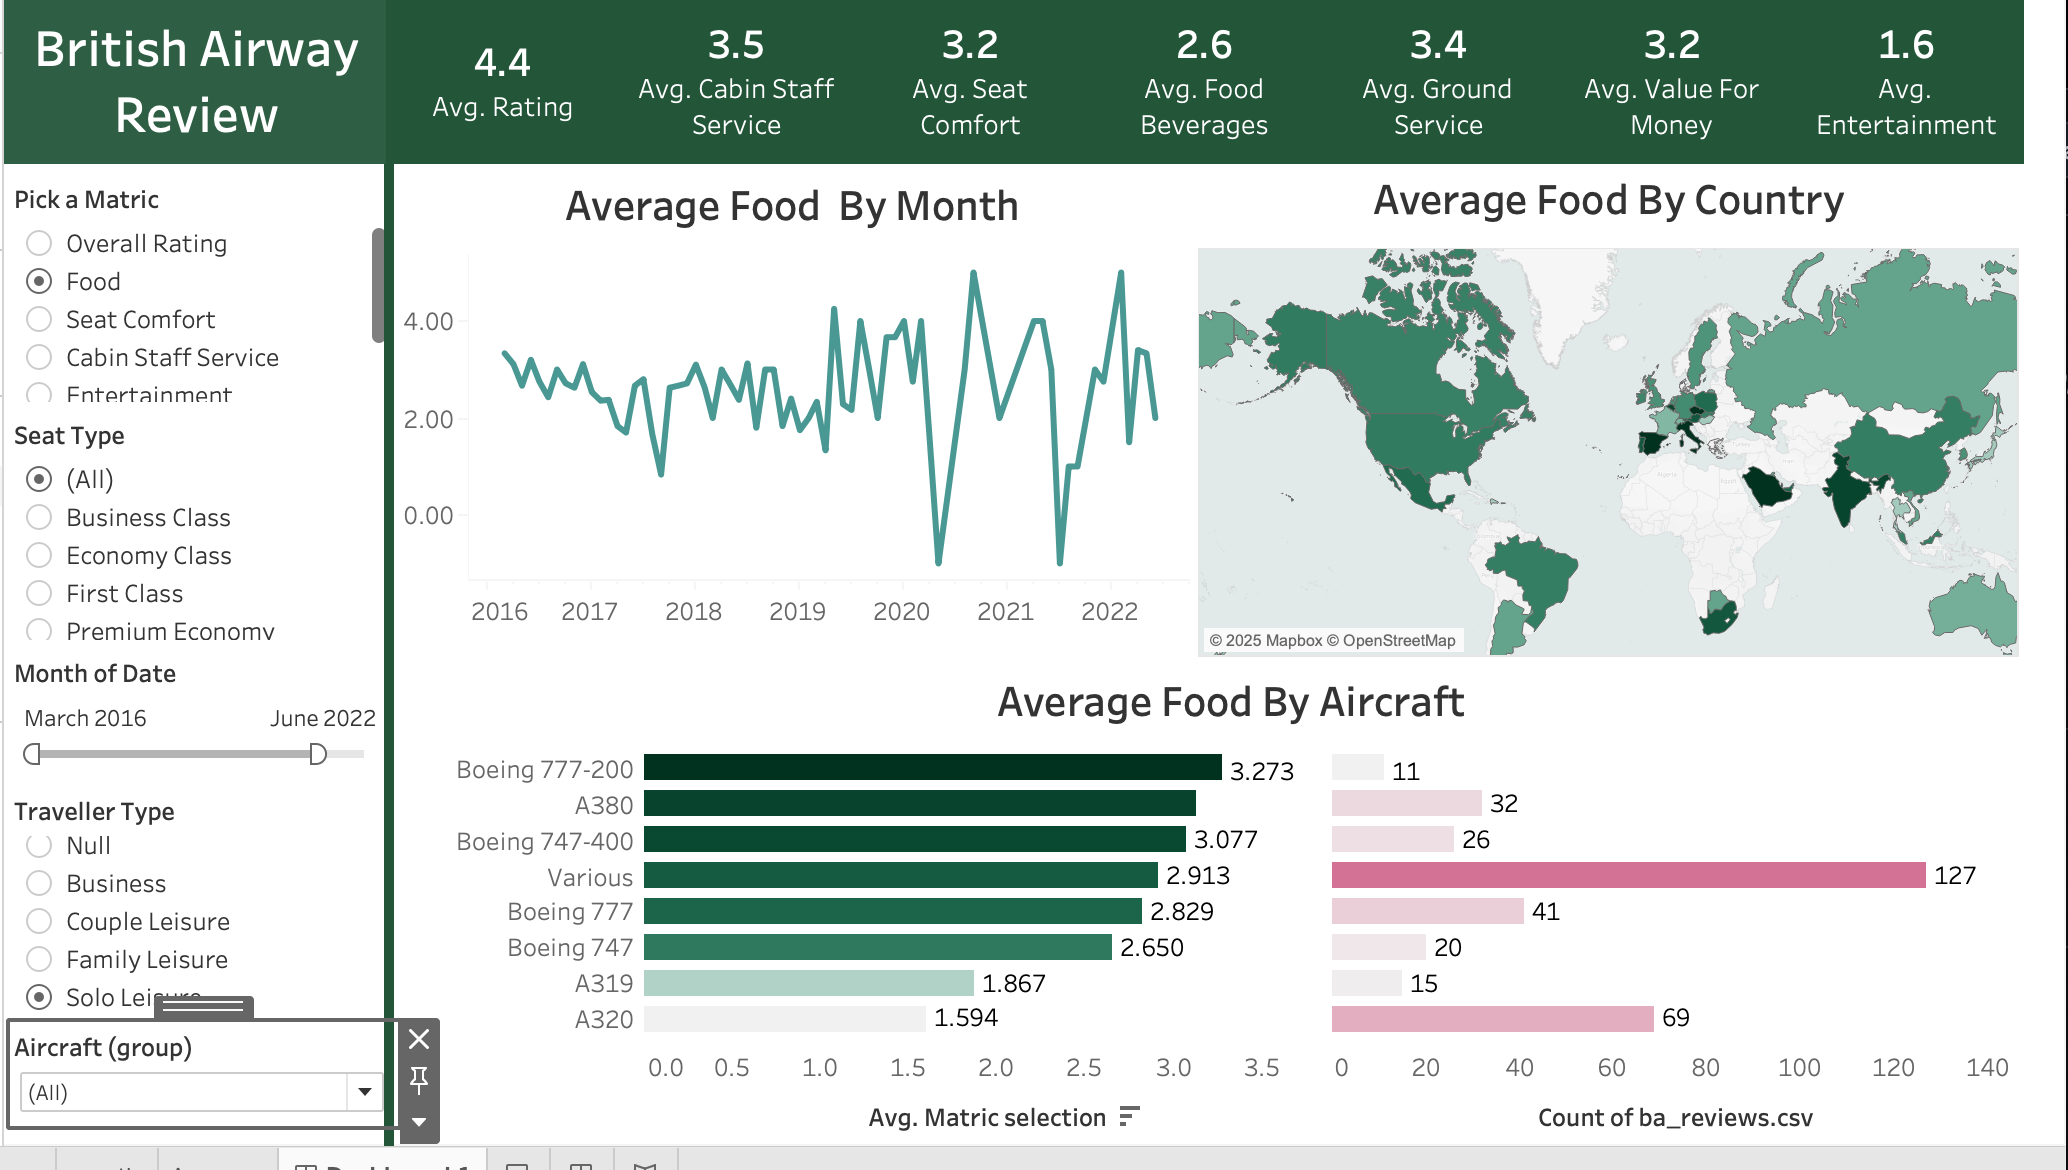 British Airway
Review
4.4
Avg. Rating
3.5
Avg. Cabin Staff
Service
3.2
Avg. Seat
Comfort
2.6
Avg. Food
Beverages
3.4
Avg. Ground
Service
3.2
Avg. Value For
Money
1.6
Avg.
Entertainment
Pick a Matric
Overall Rating
Food
Seat Comfort
Cabin Staff Service
Entertainment
Seat Type
(All)
Business Class
Economy Class
First Class
Premium Economy
Month of Date
March 2016 June 2022
Traveller Type
Null
Business
Couple Leisure
Family Leisure
Solo Leisure
Aircraft (group)
(All)
Average Food By Month
4.00
2.00
0.00
2016 2017 2018 2019 2020 2021 2022
Average Food By Country
© 2025 Mapbox © OpenStreetMap
Average Food By Aircraft
Boeing 777-200 3.273 11
A380 32
Boeing 747-400 3.077 26
Various 2.913 127
Boeing 777 2.829 41
Boeing 747 2.650 20
A319 1.867 15
A320 1.594 69
0.0 0.5 1.0 1.5 2.0 2.5 3.0 3.5 0 20 40 60 80 100 120 140
Avg. Matric selection Count of ba_reviews.csv